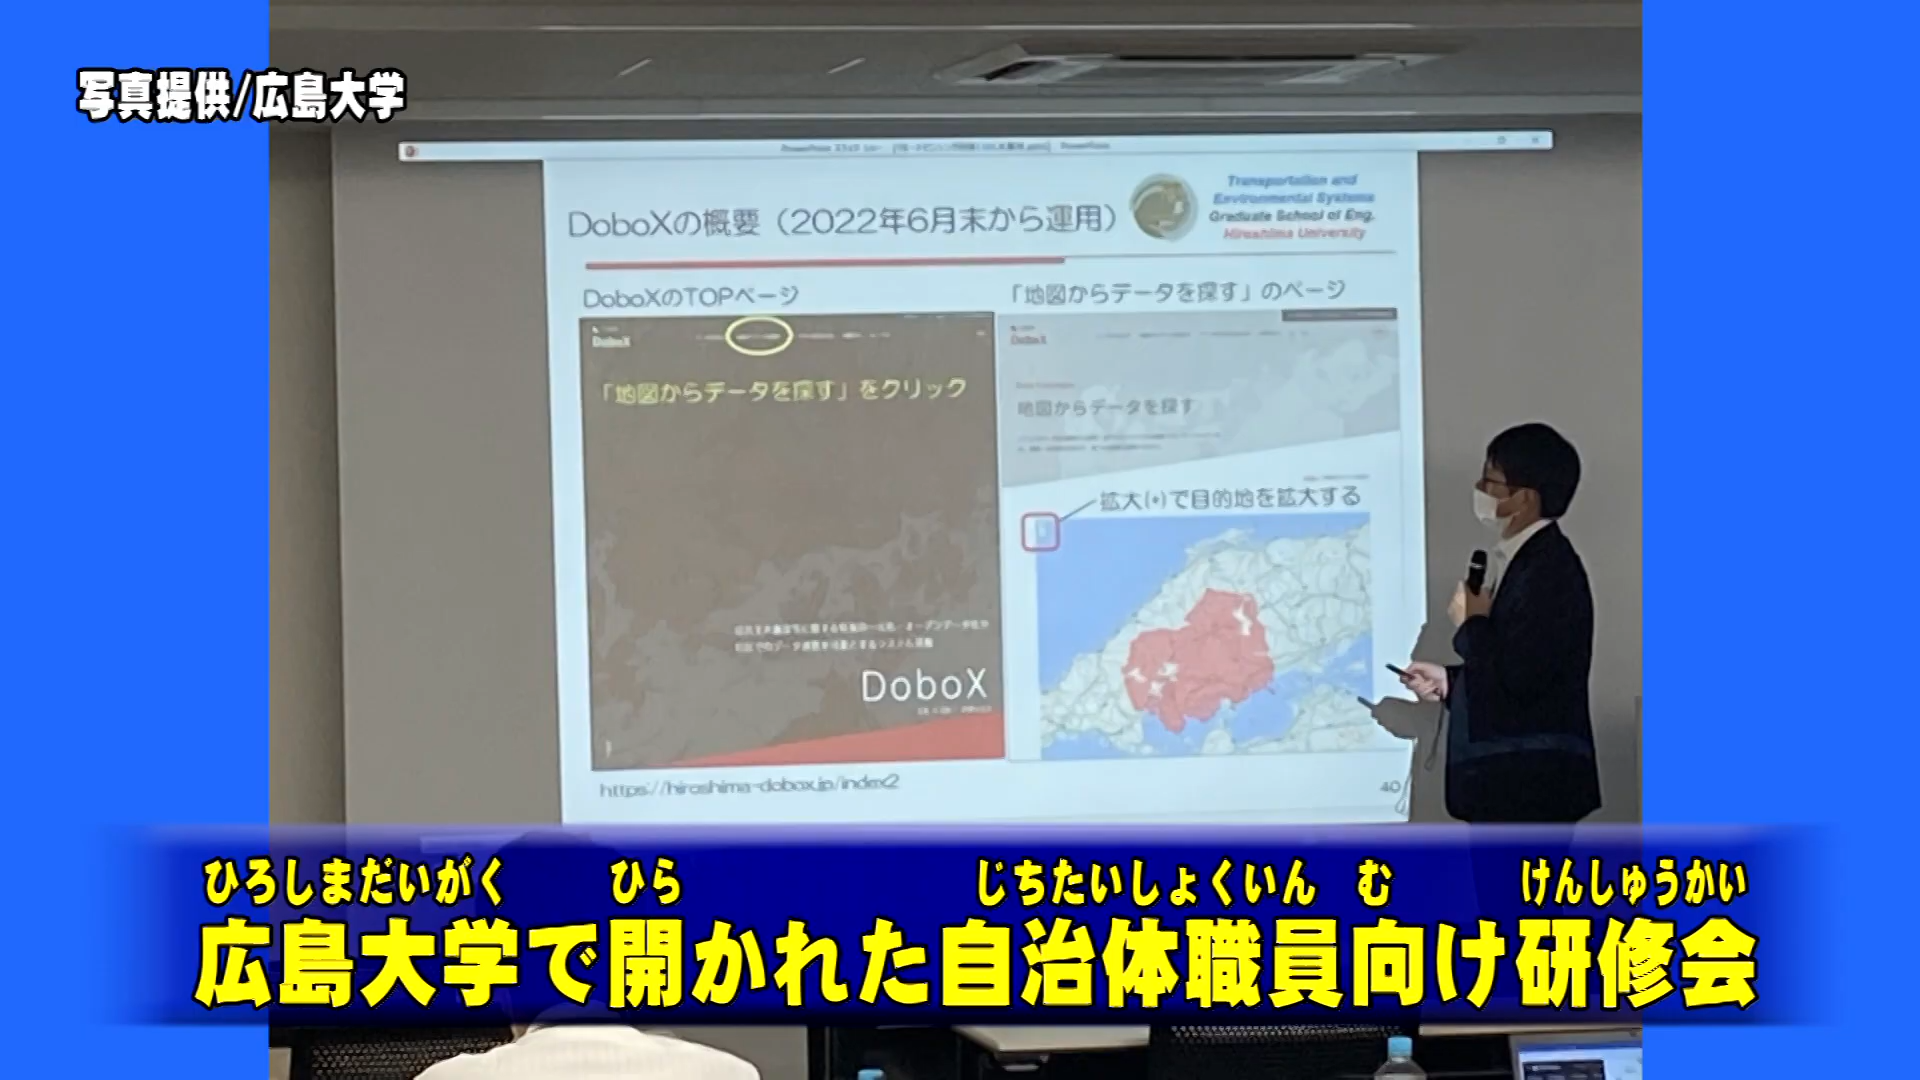 写真提供/広島大学
DoboXの概要（2022年6月末から運用）
Transportation and
Environmental Systems
Graduate School of Eng.
Hiroshima University
DoboXのTOPページ
「地図からデータを探す」のページ
DoboX
「地図からデータを探す」をクリック
DoboX
DoboX
地図からデータを探す
拡大(+)で目的地を拡大する
https://hiroshima-dobox.jp/index2
40
ひろしまだいがく ひら じちたいしょくいん む けんしゅうかい
広島大学で開かれた自治体職員向け研修会